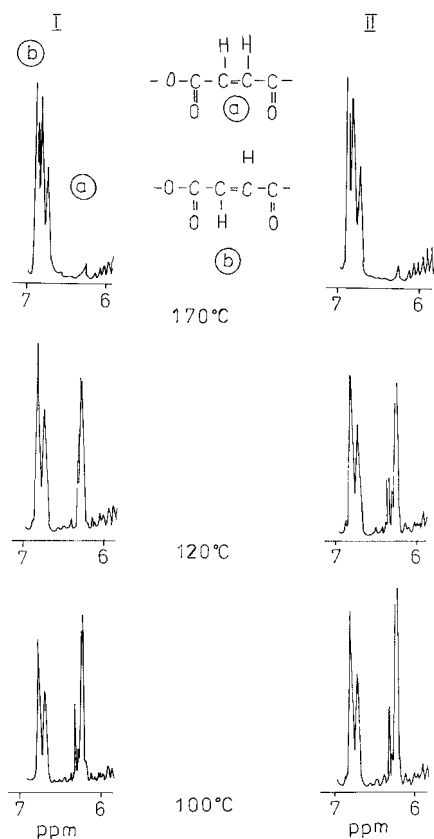 I
II
b
H H
-O-C-C=C-C-
O a O
a
H
-O-C-C=C-C-
O H O
b
7 6
7 6
170°C
7 6
7 6
120°C
7 6
7 6
ppm
ppm
100°C